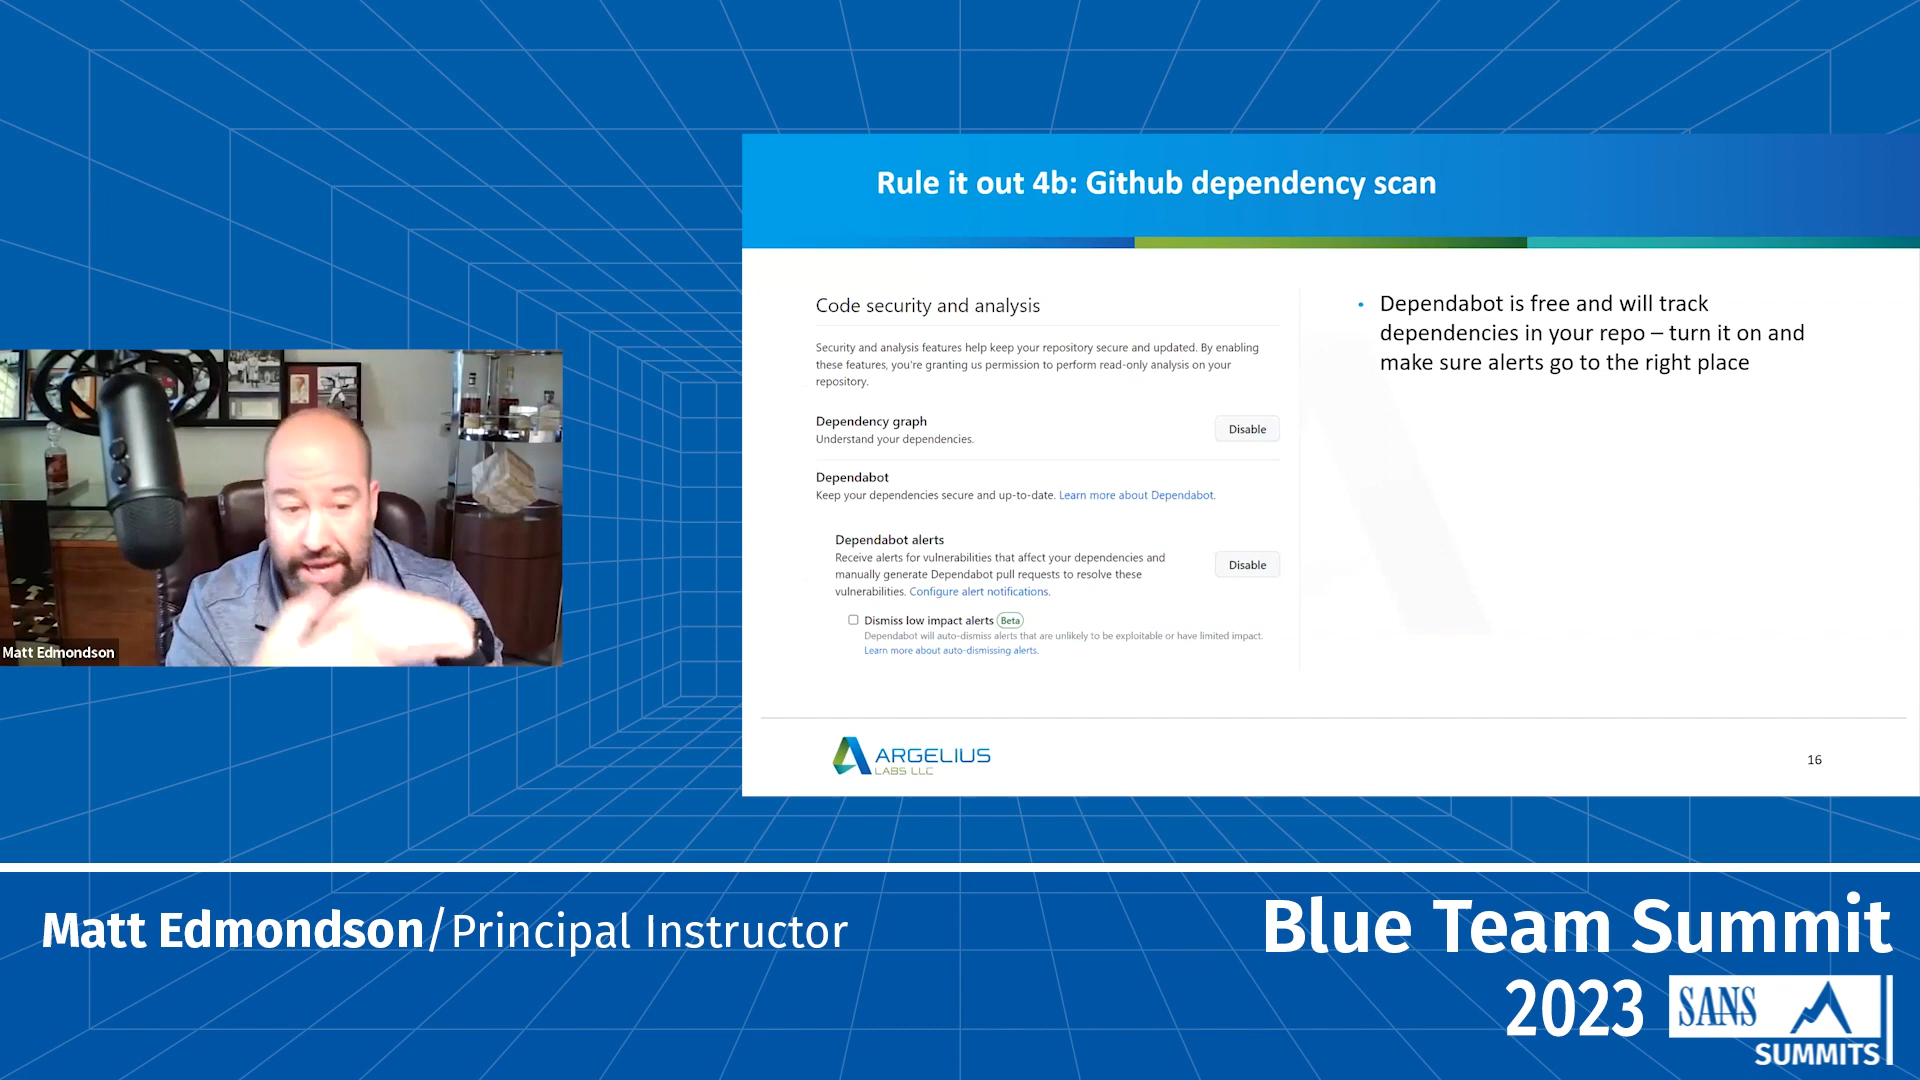 Rule it out 4b: Github dependency scan
Code security and analysis
Security and analysis features help keep your repository secure and updated. By enabling
these features, you're granting us permission to perform read-only analysis on your
repository.
Dependency graph
Understand your dependencies.
Disable
Dependabot
Keep your dependencies secure and up-to-date. Learn more about Dependabot.
Dependabot alerts
Receive alerts for vulnerabilities that affect your dependencies and
manually generate Dependabot pull requests to resolve these
vulnerabilities. Configure alert notifications.
Disable
Dismiss low impact alerts Beta
Dependabot will auto-dismiss alerts that are unlikely to be exploitable or have limited impact.
Learn more about auto-dismissing alerts.
• Dependabot is free and will track
dependencies in your repo – turn it on and
make sure alerts go to the right place
ARGELIUS
LABS LLC
16
Matt Edmondson
Matt Edmondson/Principal Instructor
Blue Team Summit
2023
SANS
SUMMITS